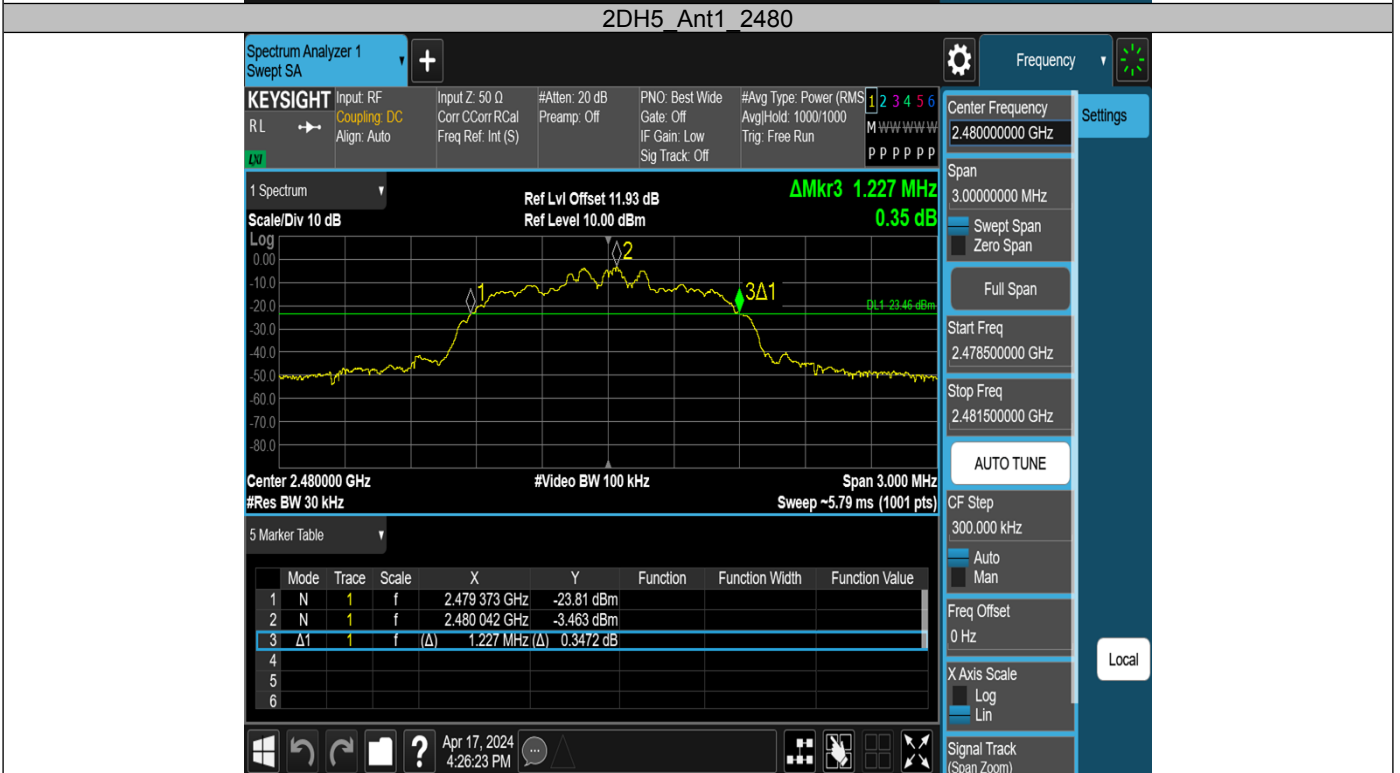 2DH5_Ant1_2480
Spectrum Analyzer 1
Swept SA
+
Frequency
KEYSIGHT
R L
LXI
Input: RF
Coupling: DC
Align: Auto
Input Z: 50 Ω
Corr CCorr RCal
Freq Ref: Int (S)
#Atten: 20 dB
Preamp: Off
PNO: Best Wide
Gate: Off
IF Gain: Low
Sig Track: Off
#Avg Type: Power (RMS
Avg|Hold: 1000/1000
Trig: Free Run
1 2 3 4 5 6
M W W W W W
P P P P P P
1 Spectrum
Scale/Div 10 dB
Ref Lvl Offset 11.93 dB
Ref Level 10.00 dBm
ΔMkr3 1.227 MHz
0.35 dB
Log
0.00
-10.0
-20.0
-30.0
-40.0
-50.0
-60.0
-70.0
-80.0
1
2
3Δ1
DL1 -23.46 dBm
Center 2.480000 GHz
#Video BW 100 kHz
Span 3.000 MHz
#Res BW 30 kHz
Sweep ~5.79 ms (1001 pts)
5 Marker Table
Mode Trace Scale X Y Function Function Width Function Value
1 N 1 f 2.479 373 GHz -23.81 dBm
2 N 1 f 2.480 042 GHz -3.463 dBm
3 Δ1 1 f (Δ) 1.227 MHz (Δ) 0.3472 dB
4
5
6
?
Apr 17, 2024
4:26:23 PM
Center Frequency
2.480000000 GHz
Settings
Span
3.00000000 MHz
Swept Span
Zero Span
Full Span
Start Freq
2.478500000 GHz
Stop Freq
2.481500000 GHz
AUTO TUNE
CF Step
300.000 kHz
Auto
Man
Freq Offset
0 Hz
X Axis Scale
Log
Lin
Local
Signal Track
(Span Zoom)